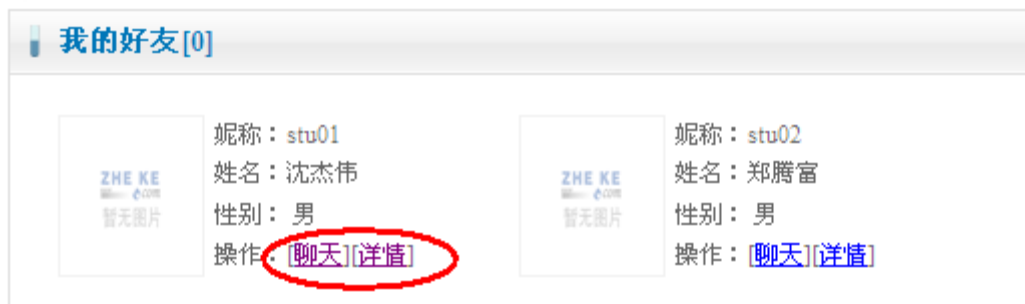 我的好友[0]
ZHE KE
com
暂无图片
妮称：stu01
姓名：沈杰伟
性别： 男
操作：[聊天][详情]
ZHE KE
com
暂无图片
妮称：stu02
姓名：郑腾富
性别： 男
操作：[聊天][详情]